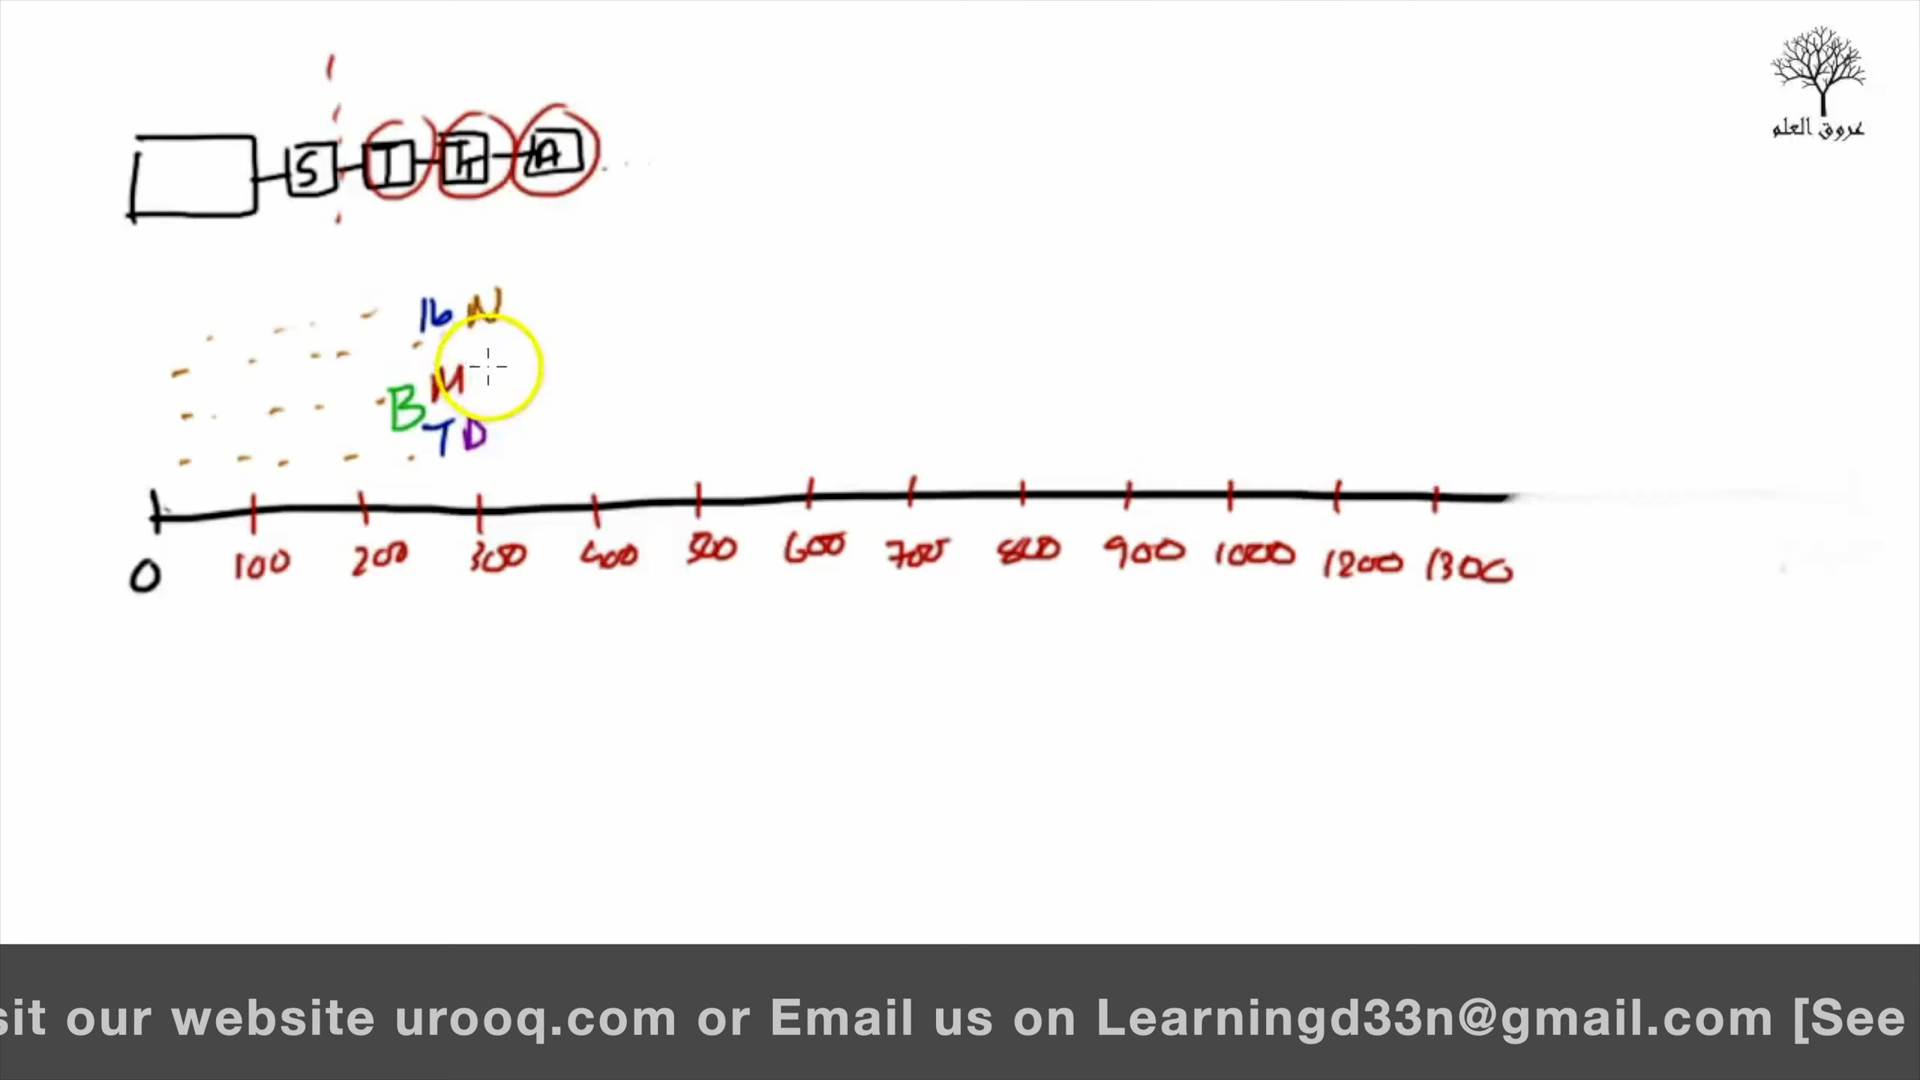 عروق العلم
S T TT A
16 N
B M
T D
0 100 200 300 400 500 600 700 800 900 1000 1200 1300
sit our website urooq.com or Email us on Learningd33n@gmail.com [See